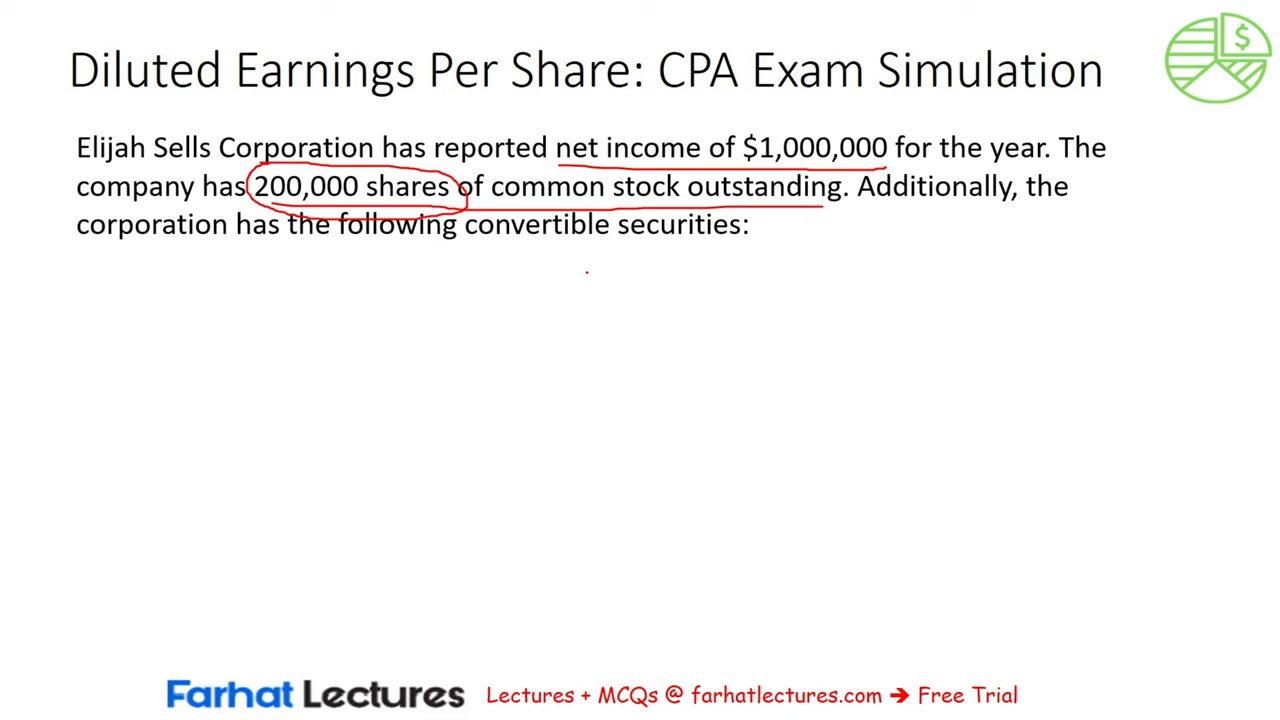 Diluted Earnings Per Share: CPA Exam Simulation
$
Elijah Sells Corporation has reported net income of $1,000,000 for the year. The
company has 200,000 shares of common stock outstanding. Additionally, the
corporation has the following convertible securities:
Farhat Lectures Lectures + MCQs @ farhatlectures.com → Free Trial